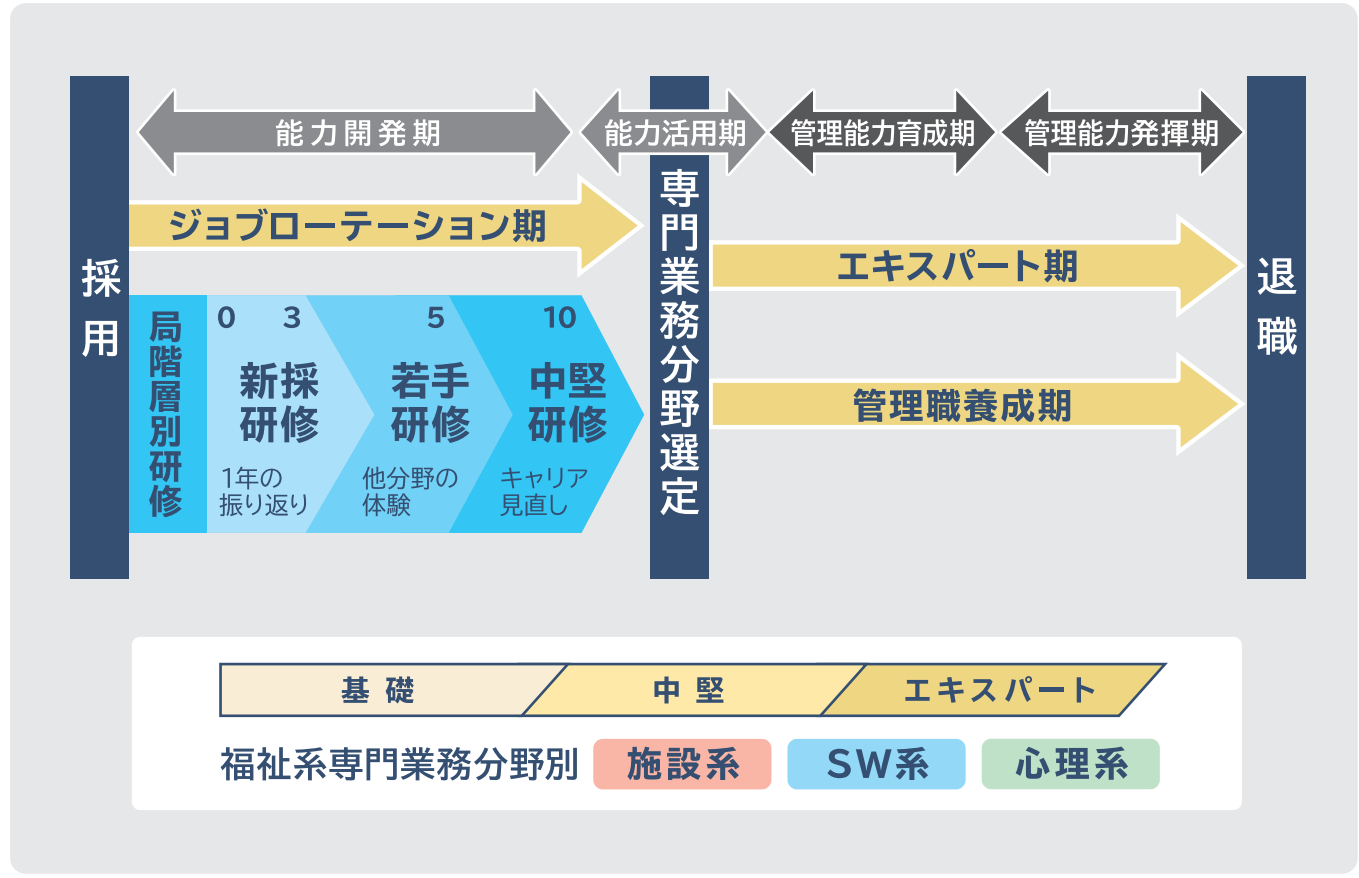 採用
能力開発期
能力活用期
管理能力育成期
管理能力発揮期
ジョブローテーション期
局階層別研修
0
3
5
10
新採
研修
1年の
振り返り
若手
研修
他分野の
体験
中堅
研修
キャリア
見直し
専門業務分野選定
エキスパート期
管理職養成期
退職
基礎
中堅
エキスパート
福祉系専門業務分野別
施設系
SW系
心理系